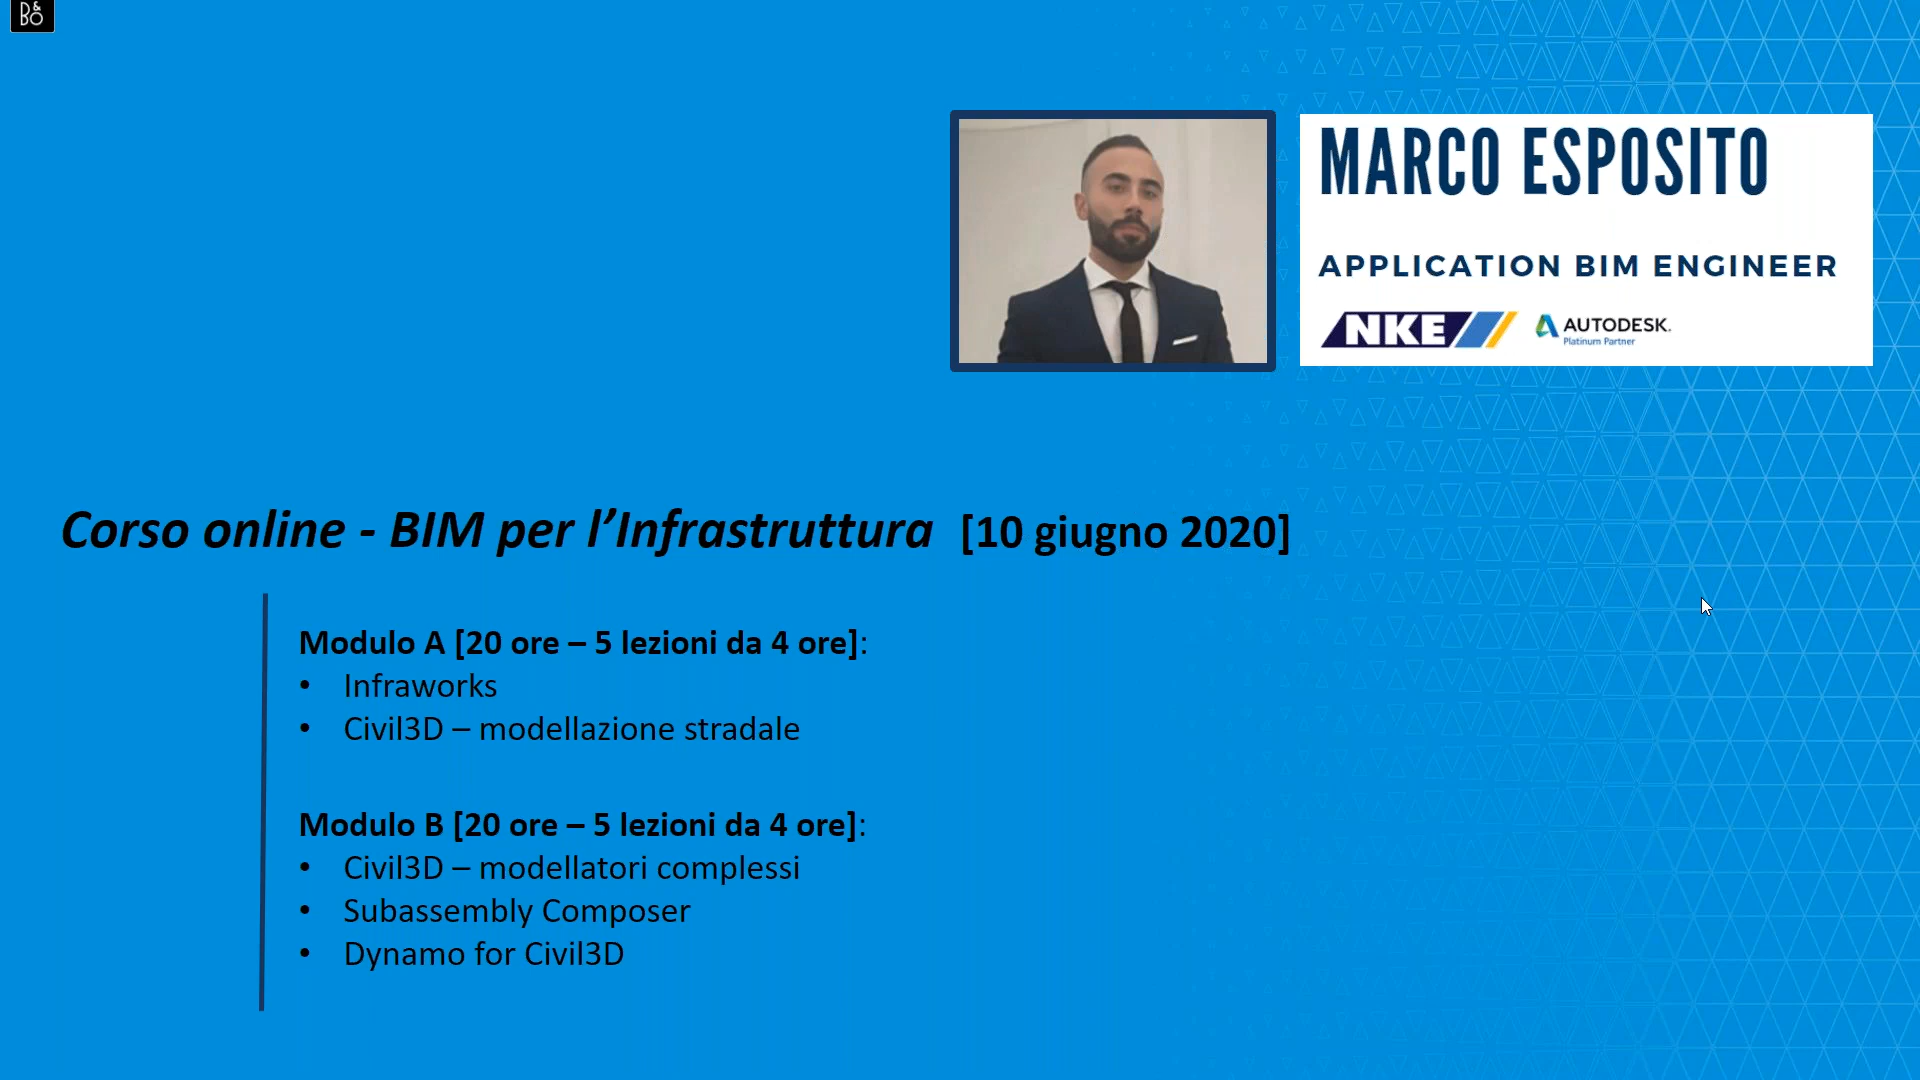 B&O
MARCO ESPOSITO
APPLICATION BIM ENGINEER
NKE
AUTODESK.
Platinum Partner
Corso online - BIM per l’Infrastruttura [10 giugno 2020]
Modulo A [20 ore – 5 lezioni da 4 ore]:
• Infraworks
• Civil3D – modellazione stradale
Modulo B [20 ore – 5 lezioni da 4 ore]:
• Civil3D – modellatori complessi
• Subassembly Composer
• Dynamo for Civil3D